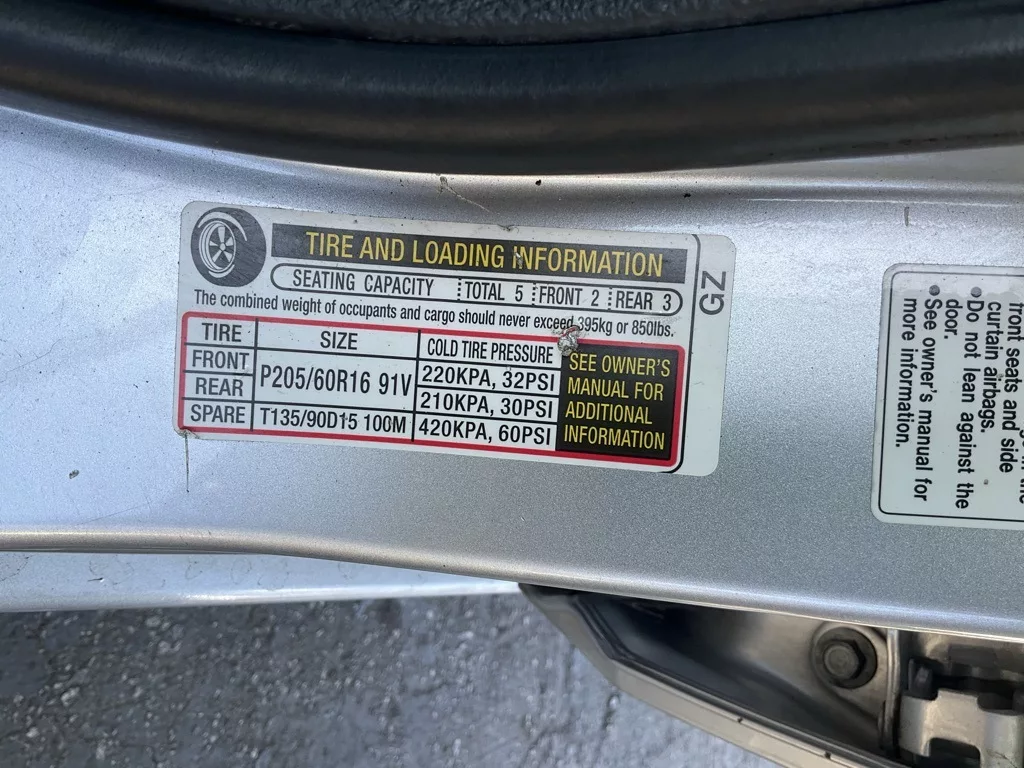 TIRE AND LOADING INFORMATION
SEATING CAPACITY TOTAL 5 FRONT 2 REAR 3
The combined weight of occupants and cargo should never exceed 395kg or 850lbs.
TIRE SIZE COLD TIRE PRESSURE
FRONT P205/60R16 91V 220KPA, 32PSI
REAR 210KPA, 30PSI
SPARE T135/90D15 100M 420KPA, 60PSI
SEE OWNER'S
MANUAL FOR
ADDITIONAL
INFORMATION
ZG
front seats and side
curtain airbags.
•Do not lean against the
door.
•See owner's manual for
more information.